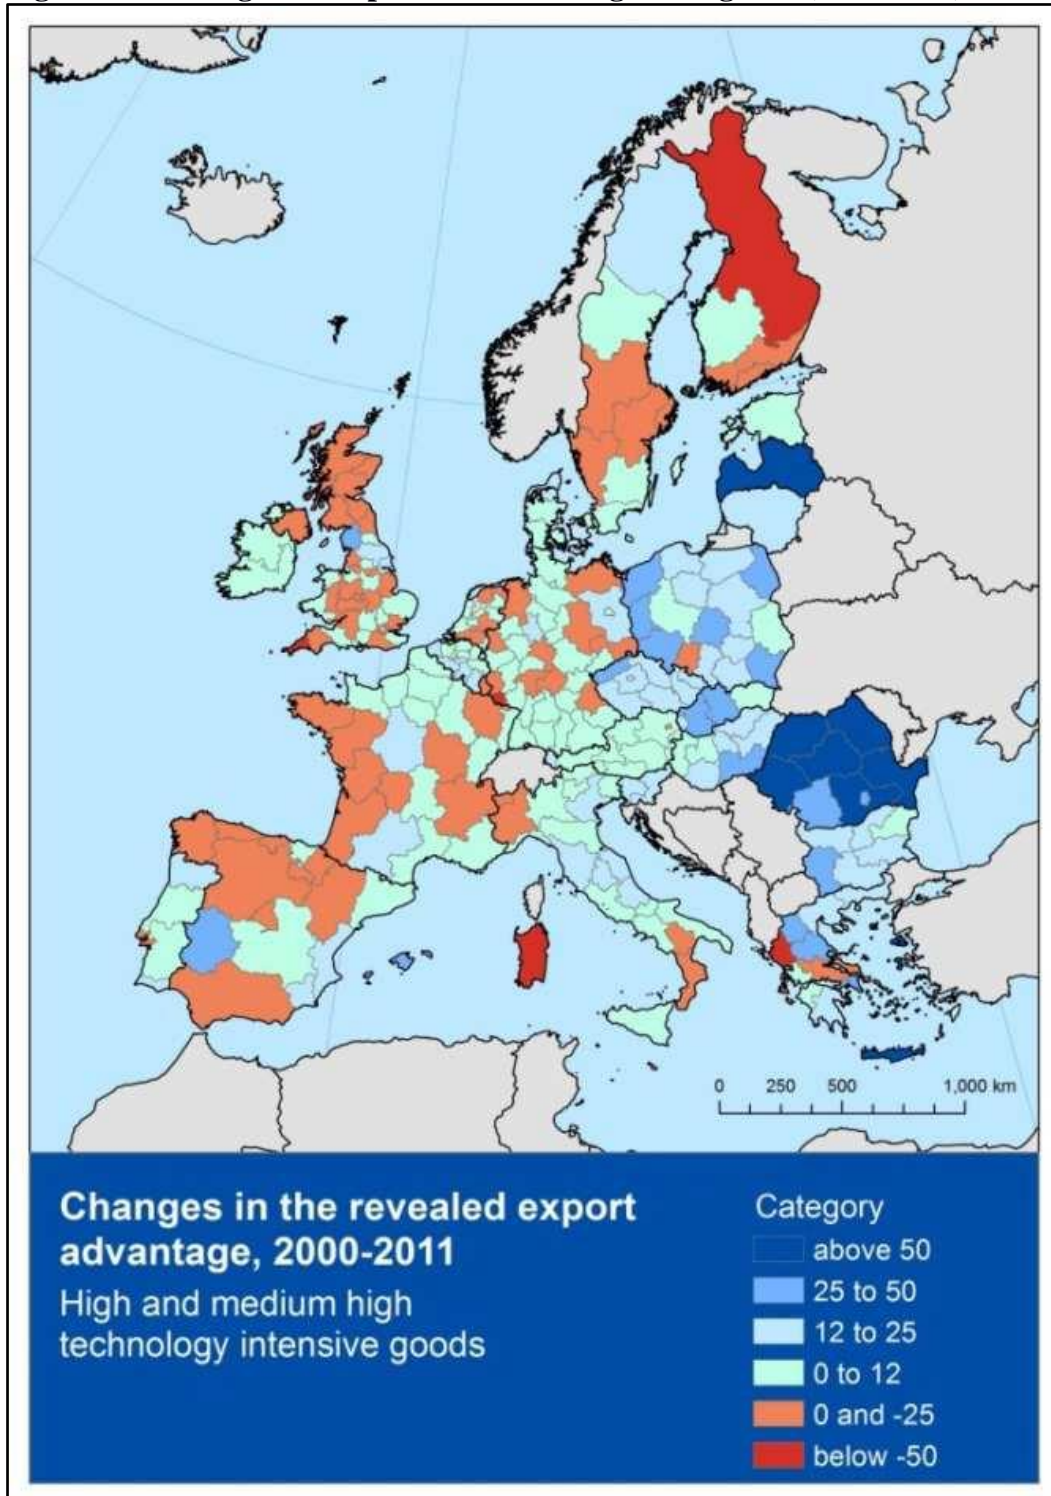 0 250 500 1,000 km
Changes in the revealed export
advantage, 2000-2011
High and medium high
technology intensive goods
Category
above 50
25 to 50
12 to 25
0 to 12
0 and -25
below -50